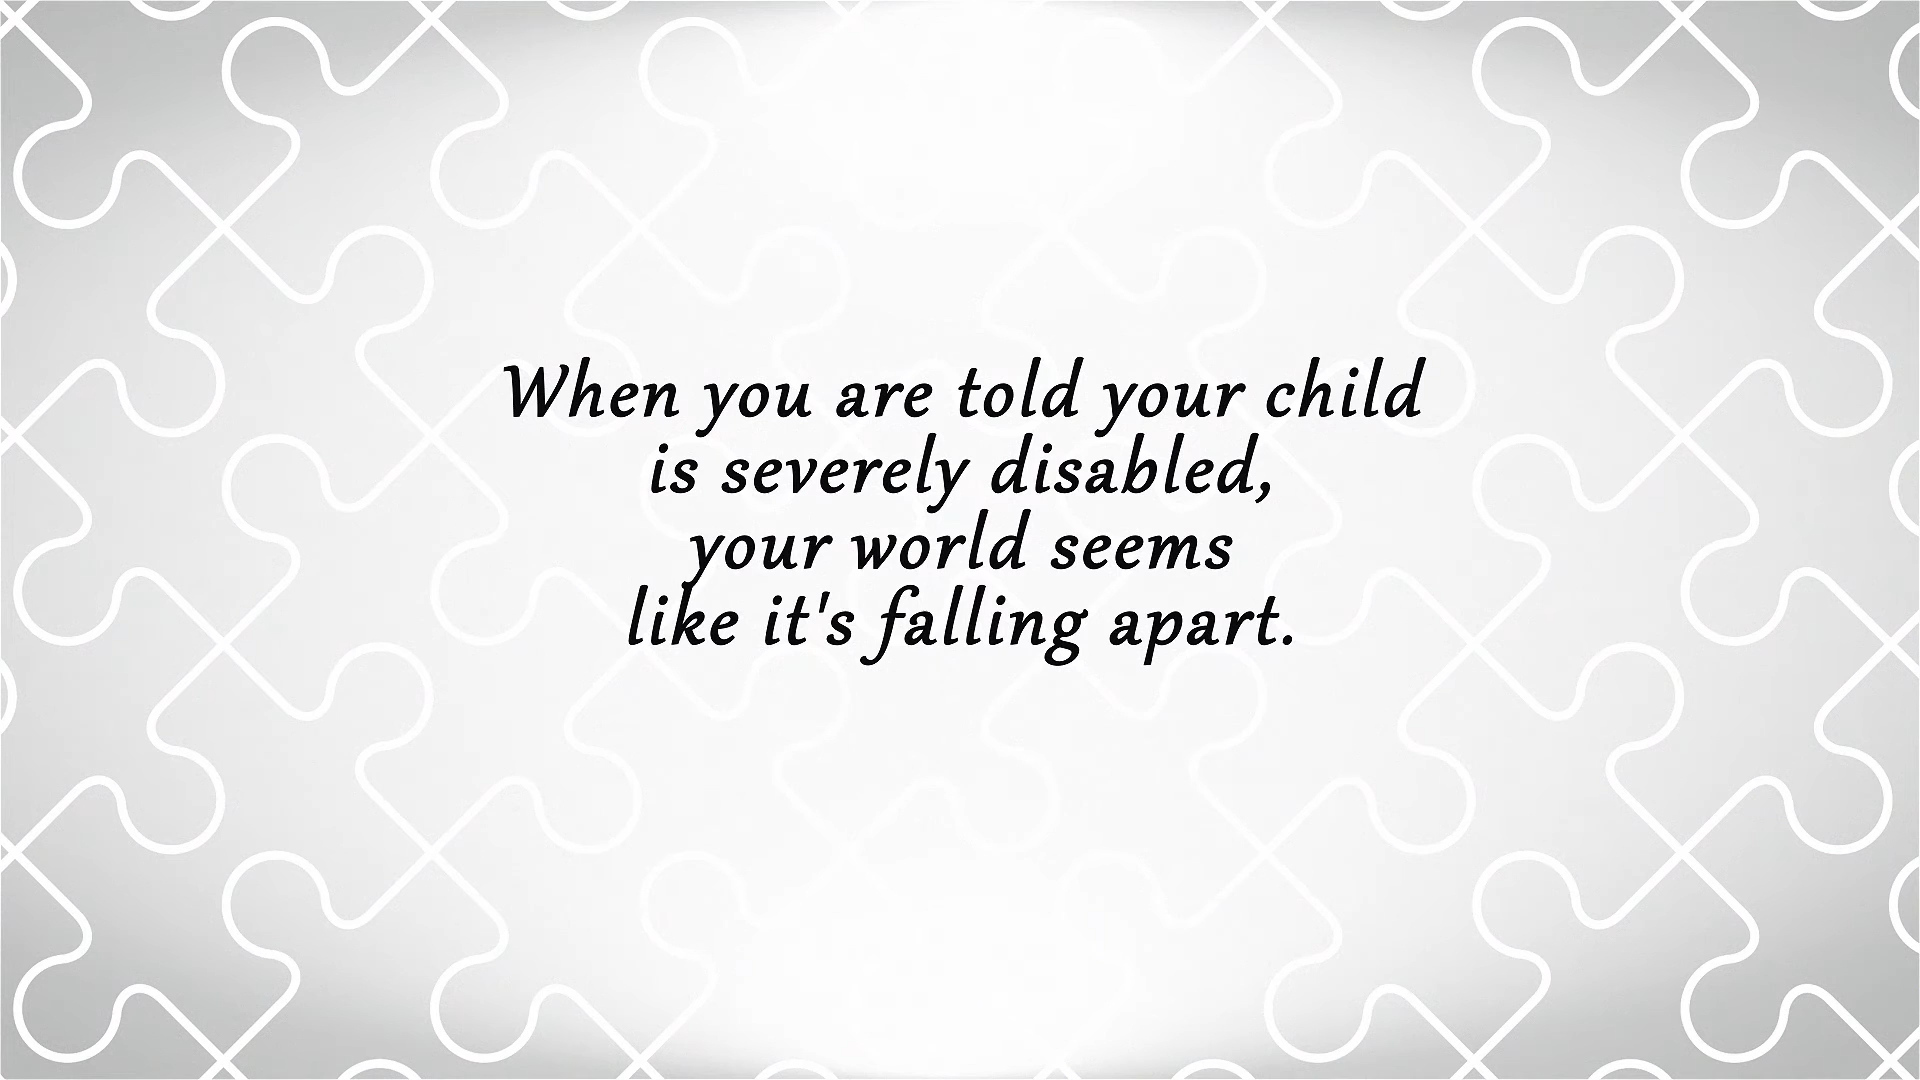 When you are told your child
is severely disabled,
your world seems
like it's falling apart.